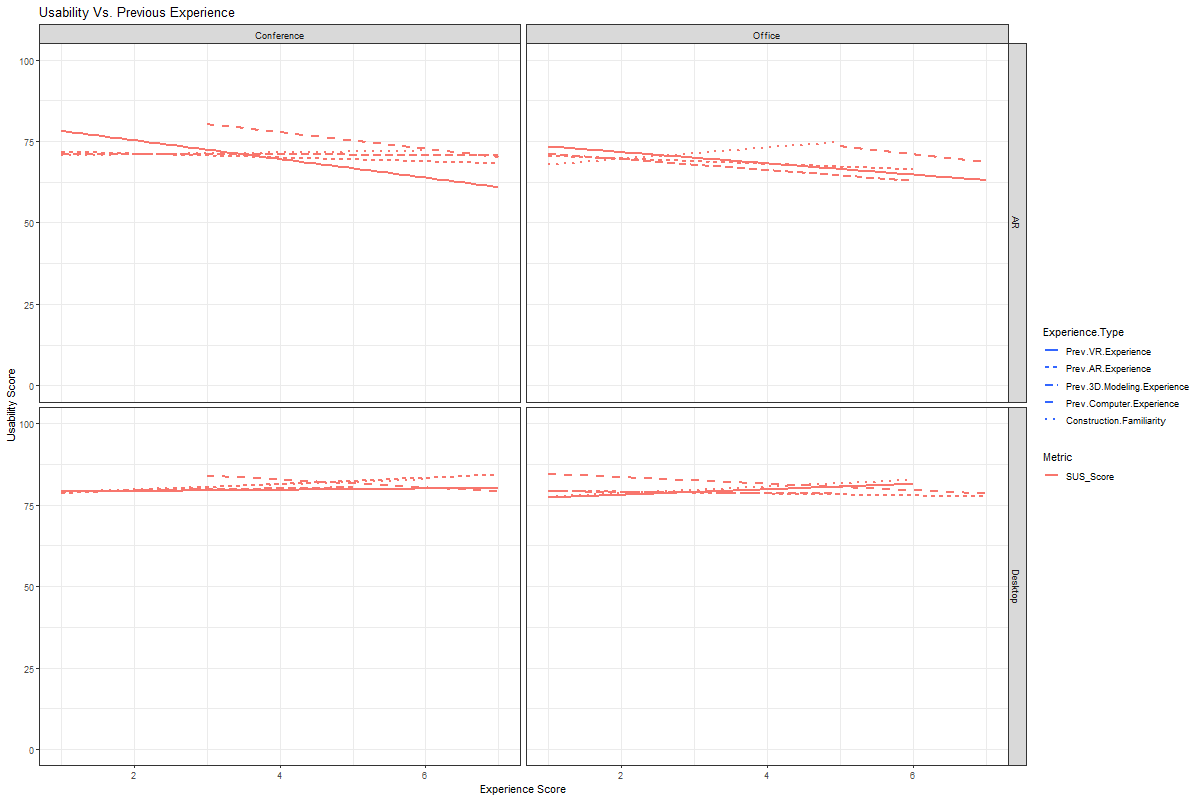 Usability Vs. Previous Experience
Conference
Office
100
75
50
25
0
AR
Usability Score
100
75
50
25
0
Desktop
2
4
6
2
4
6
Experience Score
Experience.Type
Prev.VR.Experience
Prev.AR.Experience
Prev.3D.Modeling.Experience
Prev.Computer.Experience
Construction.Familiarity
Metric
SUS_Score